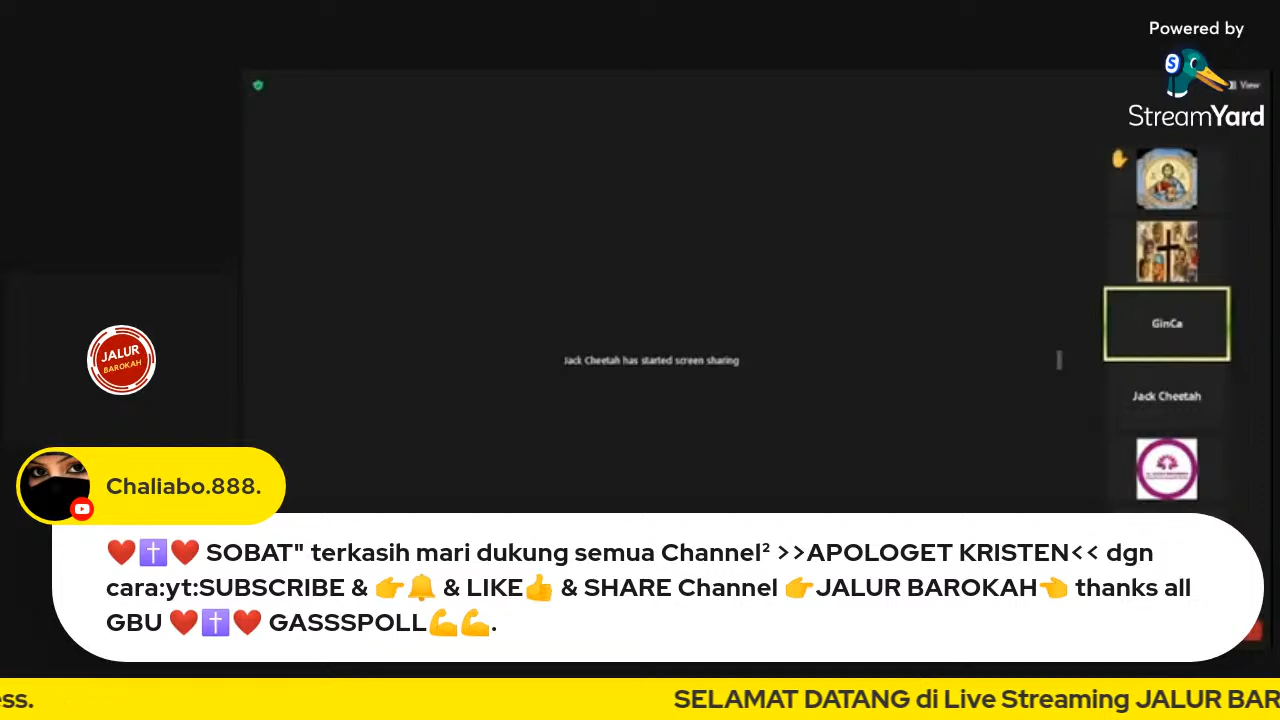 Powered by
S
StreamYard
View
GinCa
Jack Cheetah has started screen sharing
Jack Cheetah
JALUR
BAROKAH
Chaliabo.888.
❤️✝️❤️ SOBAT" terkasih mari dukung semua Channel² >>APOLOGET KRISTEN<< dgn
cara:yt:SUBSCRIBE & 👉🔔 & LIKE👍 & SHARE Channel 👉JALUR BAROKAH👈 thanks all
GBU ❤️✝️❤️ GASSSPOLL💪💪.
ess. SELAMAT DATANG di Live Streaming JALUR BAR